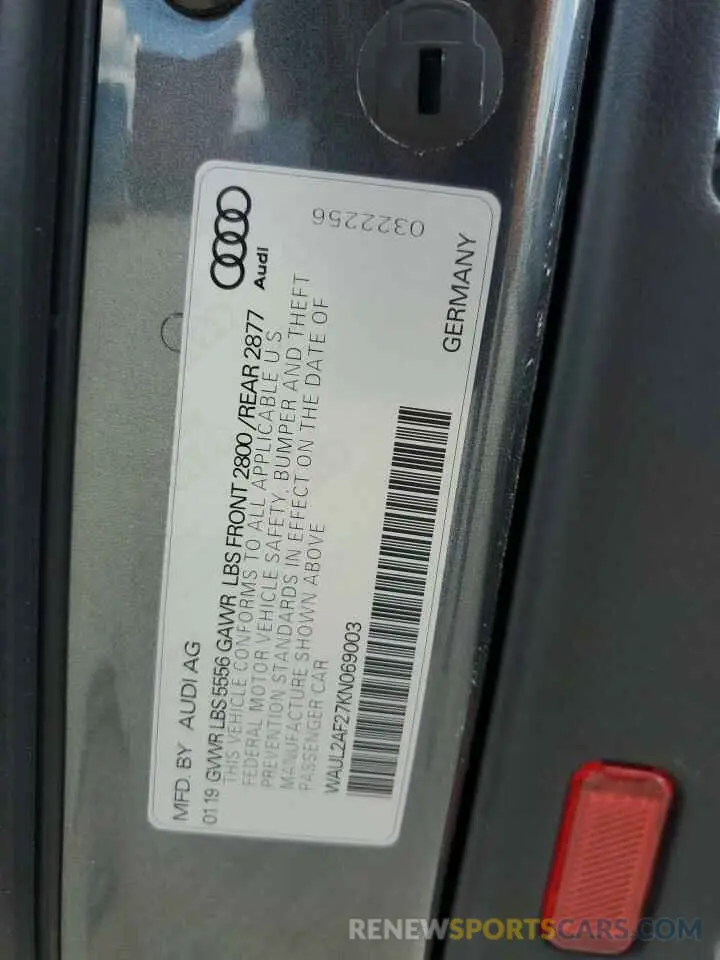 MFD. BY AUDI AG
0119 GVWR LBS 5556 GAWR LBS FRONT 2800 /REAR 2877
THIS VEHICLE CONFORMS TO ALL APPLICABLE U.S.
FEDERAL MOTOR VEHICLE SAFETY, BUMPER AND THEFT
PREVENTION STANDARDS IN EFFECT ON THE DATE OF
MANUFACTURE SHOWN ABOVE
PASSENGER CAR
WAUL2AF27KN069003
Audi
0322256
GERMANY
RENEWSPORTSCARS.COM